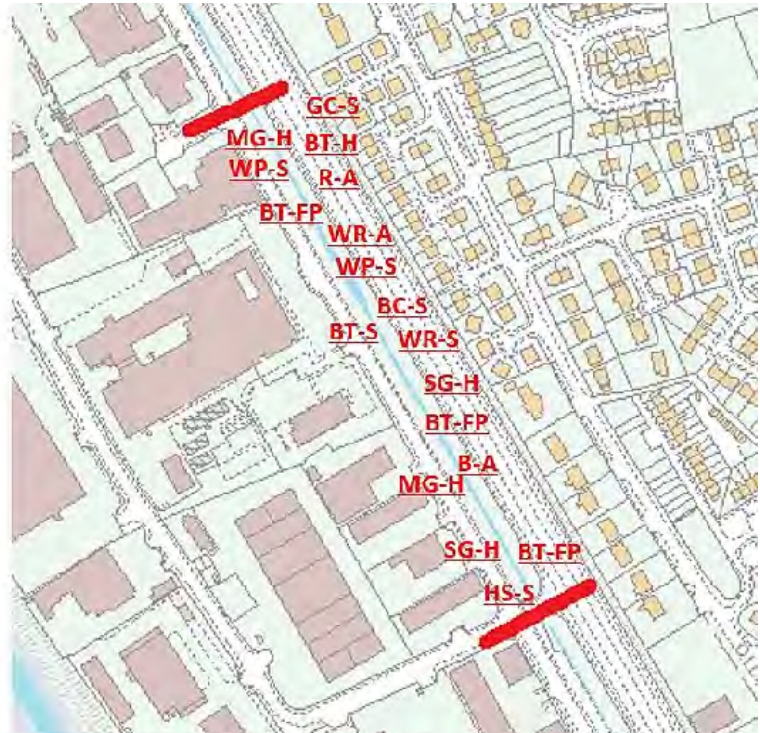 GC-S
MG-H
BT-H
WP-S
R-A
BT-FP
WR-A
WP-S
BC-S
BT-S
WR-S
SG-H
BT-FP
B-A
MG-H
SG-H
BT-FP
HS-S